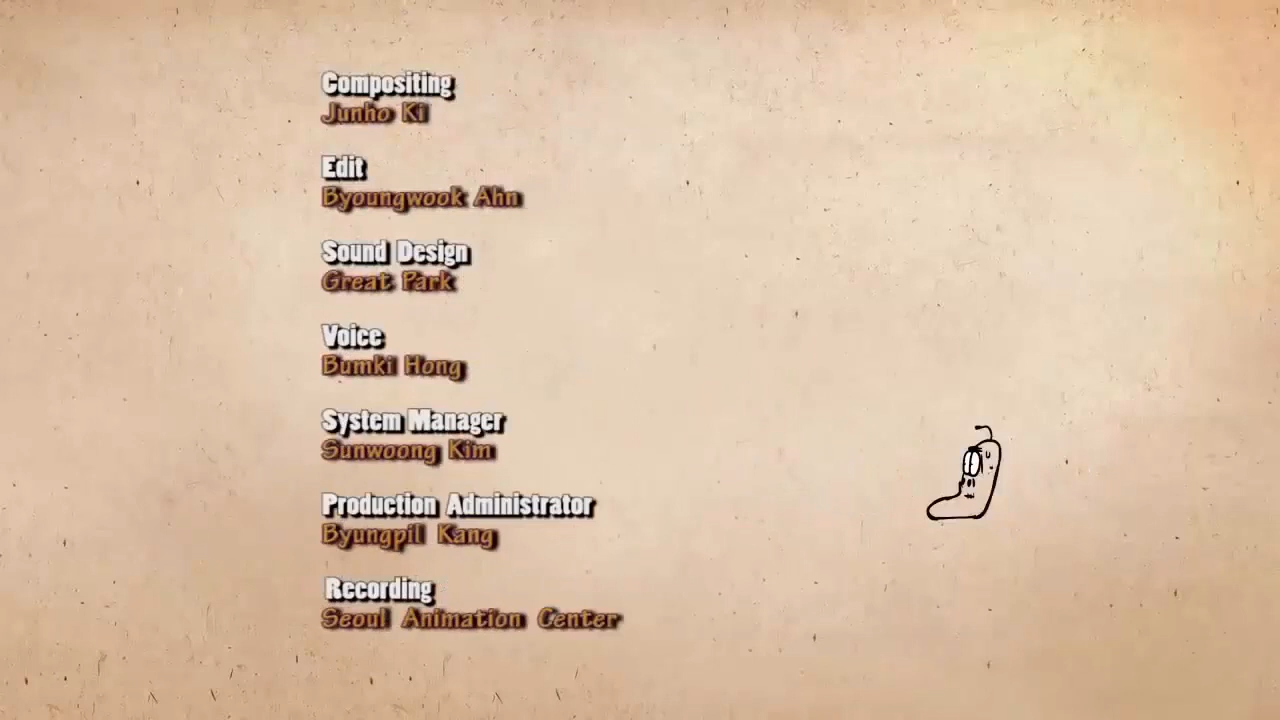 Compositing
Junho Ki
Edit
Byoungwook Ahn
Sound Design
Great Park
Voice
Bumki Hong
System Manager
Sunwoong Kim
Production Administrator
Byungpil Kang
Recording
Seoul Animation Center